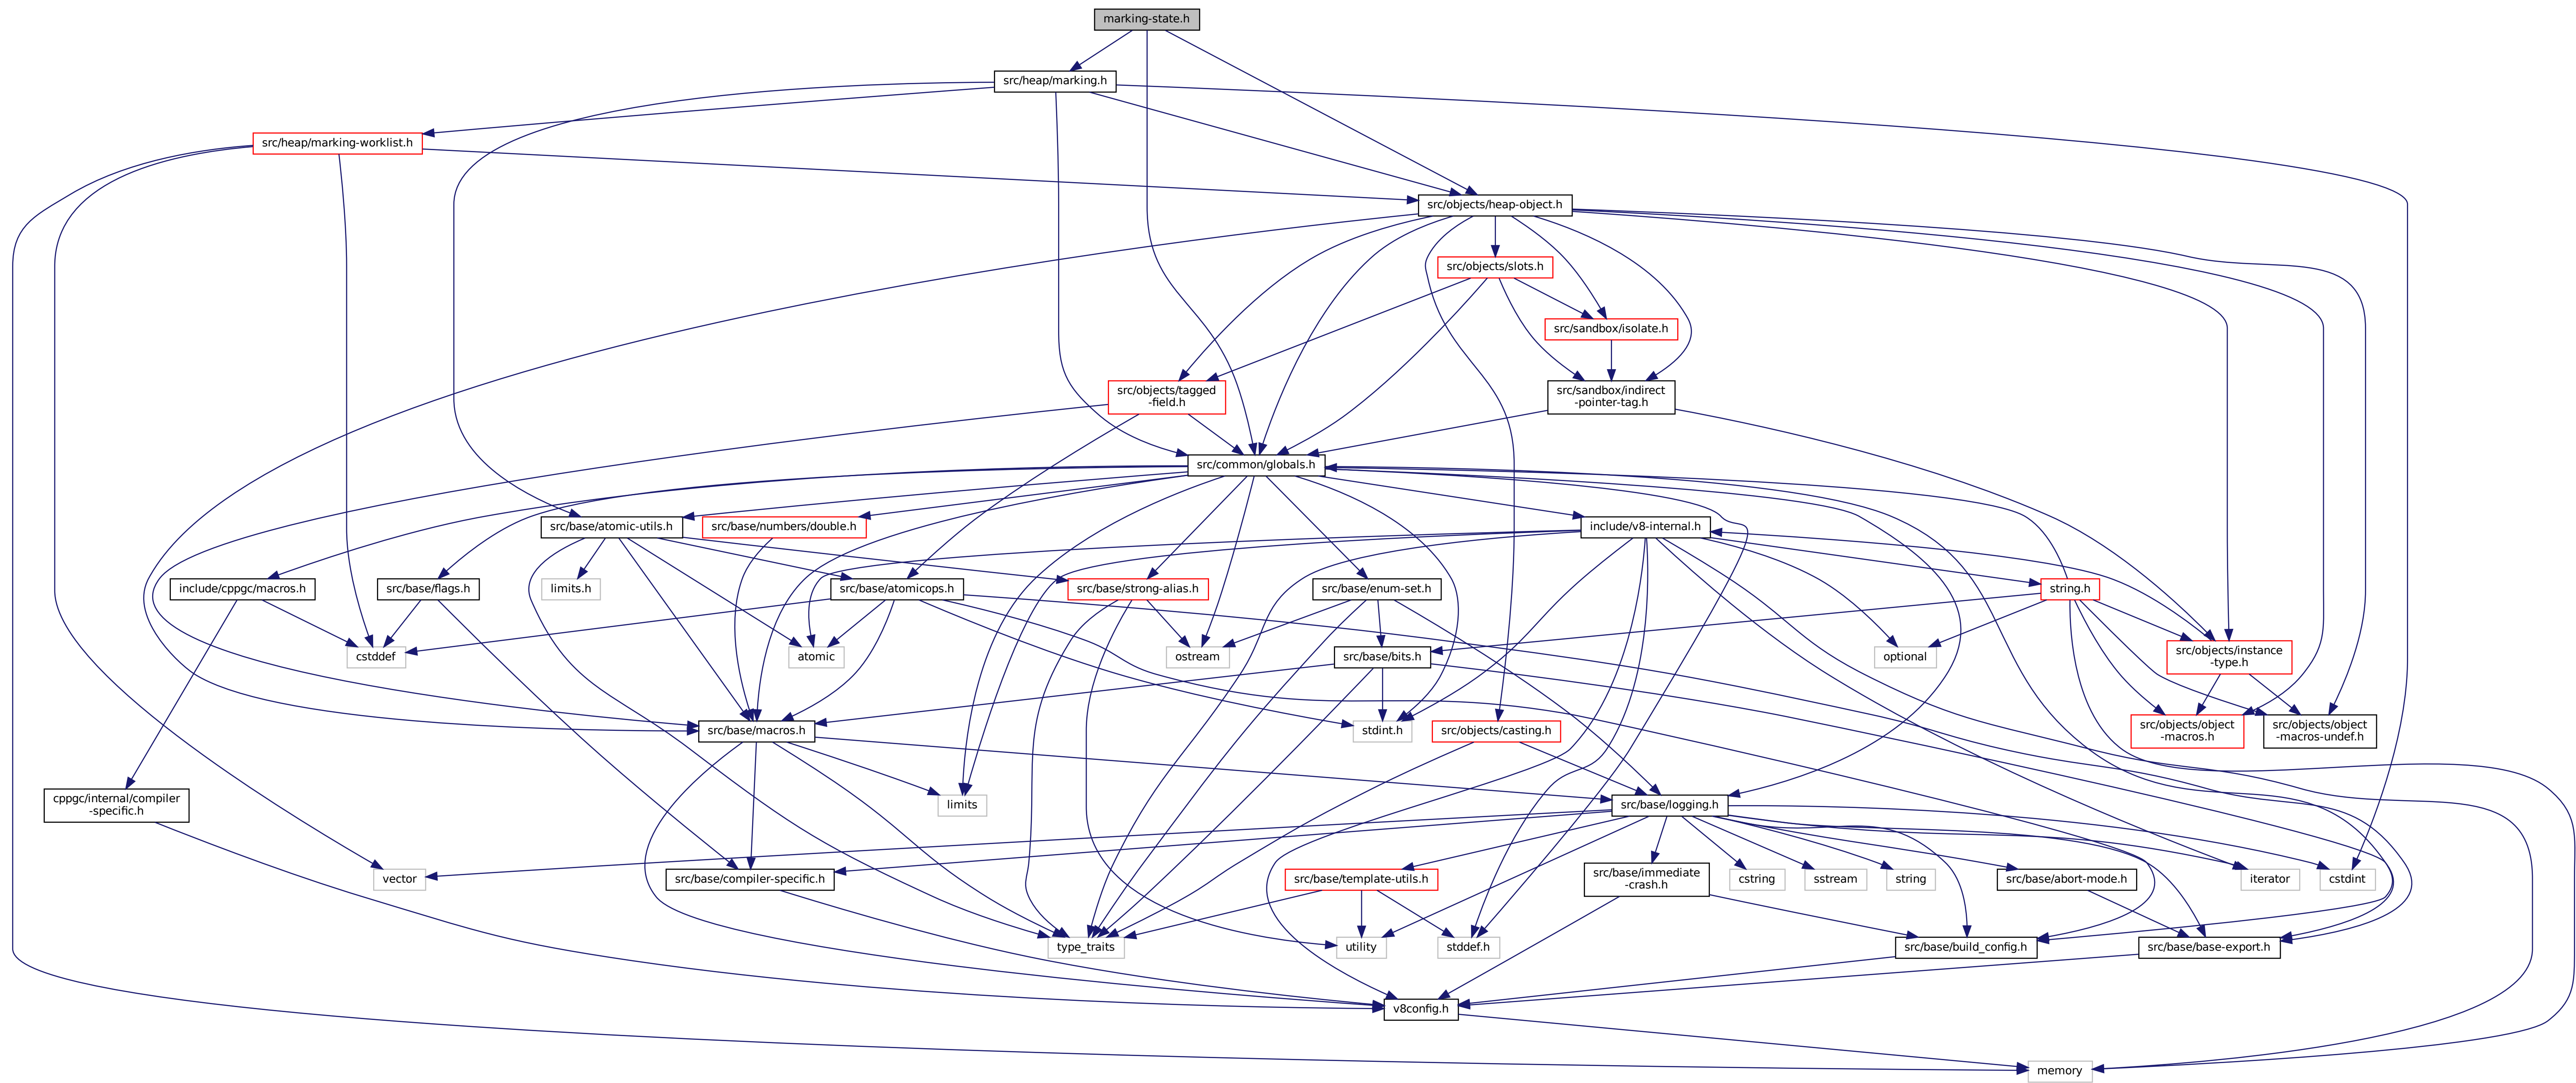 marking-state.h
src/heap/marking.h
src/heap/marking-worklist.h
src/objects/heap-object.h
src/objects/slots.h
src/sandbox/isolate.h
src/objects/tagged
-field.h
src/sandbox/indirect
-pointer-tag.h
src/common/globals.h
src/base/atomic-utils.h
src/base/numbers/double.h
include/v8-internal.h
include/cppgc/macros.h
src/base/flags.h
limits.h
src/base/atomicops.h
src/base/strong-alias.h
src/base/enum-set.h
string.h
cstddef
atomic
ostream
src/base/bits.h
optional
src/objects/instance
-type.h
src/base/macros.h
stdint.h
src/objects/casting.h
src/objects/object
-macros.h
src/objects/object
-macros-undef.h
cppgc/internal/compiler
-specific.h
limits
src/base/logging.h
vector
src/base/compiler-specific.h
src/base/template-utils.h
src/base/immediate
-crash.h
cstring
sstream
string
src/base/abort-mode.h
iterator
cstdint
type_traits
utility
stddef.h
src/base/build_config.h
src/base/base-export.h
v8config.h
memory